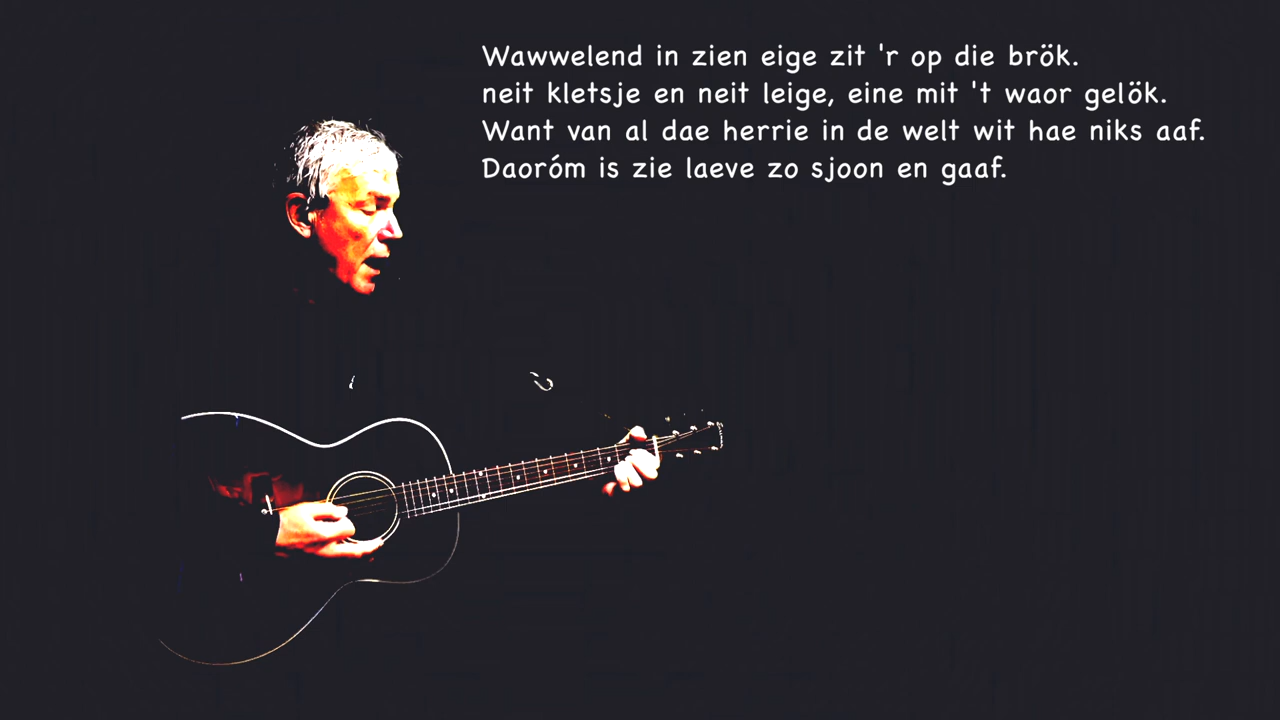 Wawwelend in zien eige zit 'r op die brök.
neit kletsje en neit leige, eine mit 't waor gelök.
Want van al dae herrie in de welt wit hae niks aaf.
Daoróm is zie laeve zo sjoon en gaaf.